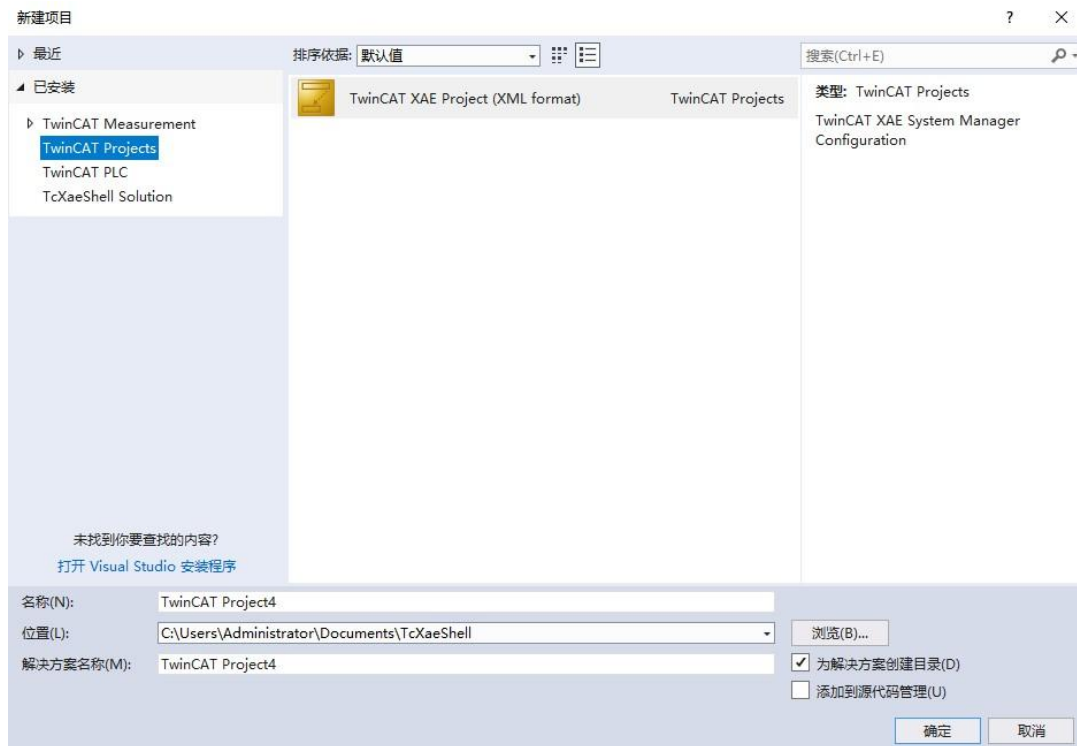 新建项目
?
最近
已安装
TwinCAT Measurement
TwinCAT Projects
TwinCAT PLC
TcXaeShell Solution
未找到你要查找的内容?
打开 Visual Studio 安装程序
排序依据: 默认值
TwinCAT XAE Project (XML format) TwinCAT Projects
搜索(Ctrl+E)
类型: TwinCAT Projects
TwinCAT XAE System Manager
Configuration
名称(N): TwinCAT Project4
位置(L): C:\Users\Administrator\Documents\TcXaeShell 浏览(B)...
解决方案名称(M): TwinCAT Project4
为解决方案创建目录(D)
添加到源代码管理(U)
确定 取消